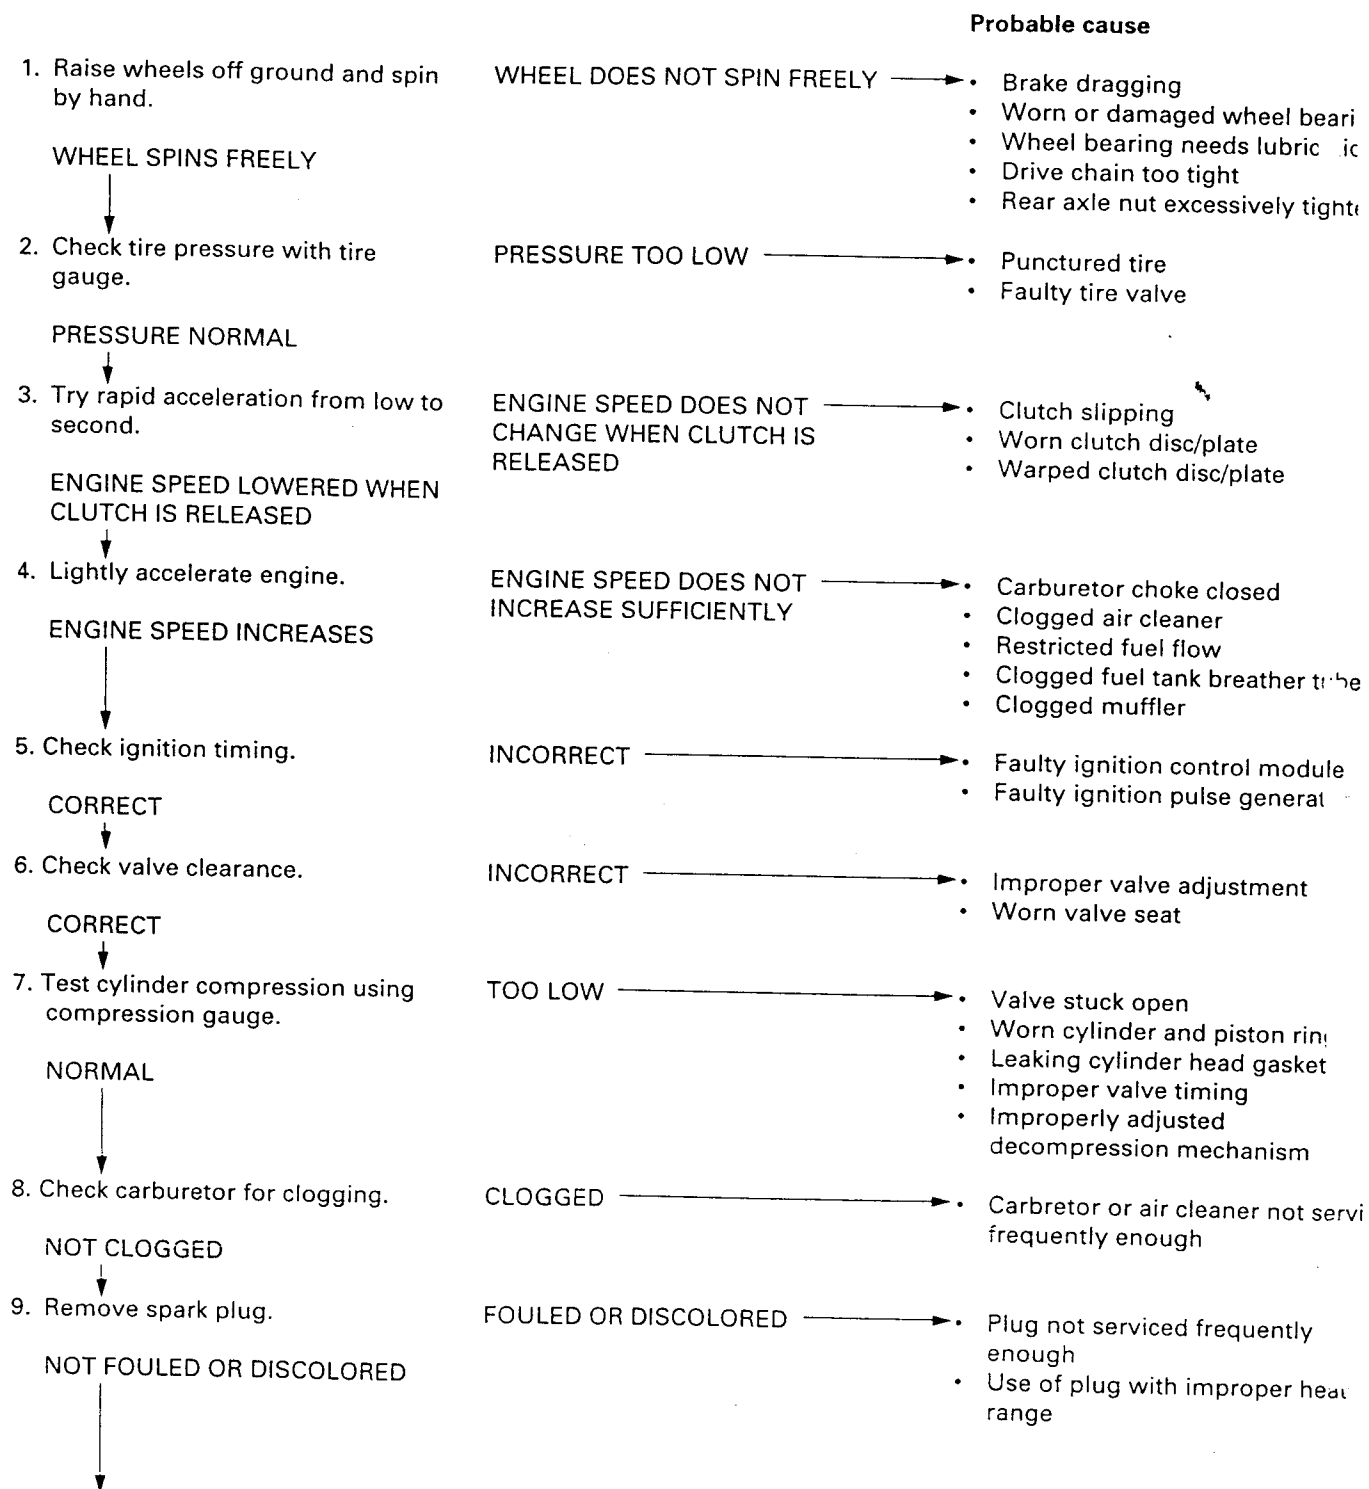 Probable cause
1. Raise wheels off ground and spin
by hand.
WHEEL DOES NOT SPIN FREELY
• Brake dragging
• Worn or damaged wheel beari
• Wheel bearing needs
• Drive chain too tight
• Rear axle nut excessively
WHEEL SPINS FREELY
2. Check tire pressure with tire
gauge.
PRESSURE TOO LOW
• Punctured tire
• Faulty tire valve
PRESSURE NORMAL
3. Try rapid acceleration from low to
second.
ENGINE SPEED DOES NOT
CHANGE WHEN CLUTCH IS
RELEASED
• Clutch slipping
• Worn clutch disc/plate
• Warped clutch disc/plate
ENGINE SPEED LOWERED WHEN
CLUTCH IS RELEASED
4. Lightly accelerate engine.
ENGINE SPEED DOES NOT
INCREASE SUFFICIENTLY
• Carburetor choke closed
• Clogged air cleaner
• Restricted fuel flow
• Clogged fuel tank breather
• Clogged muffler
ENGINE SPEED INCREASES
5. Check ignition timing.
INCORRECT
• Faulty ignition control module
• Faulty ignition pulse
CORRECT
6. Check valve clearance.
INCORRECT
• Improper valve adjustment
• Worn valve seat
CORRECT
7. Test cylinder compression using
compression gauge.
TOO LOW
• Valve stuck open
• Worn cylinder and piston
• Leaking cylinder head gasket
• Improper valve timing
• Improperly adjusted
decompression mechanism
NORMAL
8. Check carburetor for clogging.
CLOGGED
• Carbretor or air cleaner not servi
frequently enough
NOT CLOGGED
9. Remove spark plug.
FOULED OR DISCOLORED
• Plug not serviced frequently
enough
• Use of plug with improper
range
NOT FOULED OR DISCOLORED